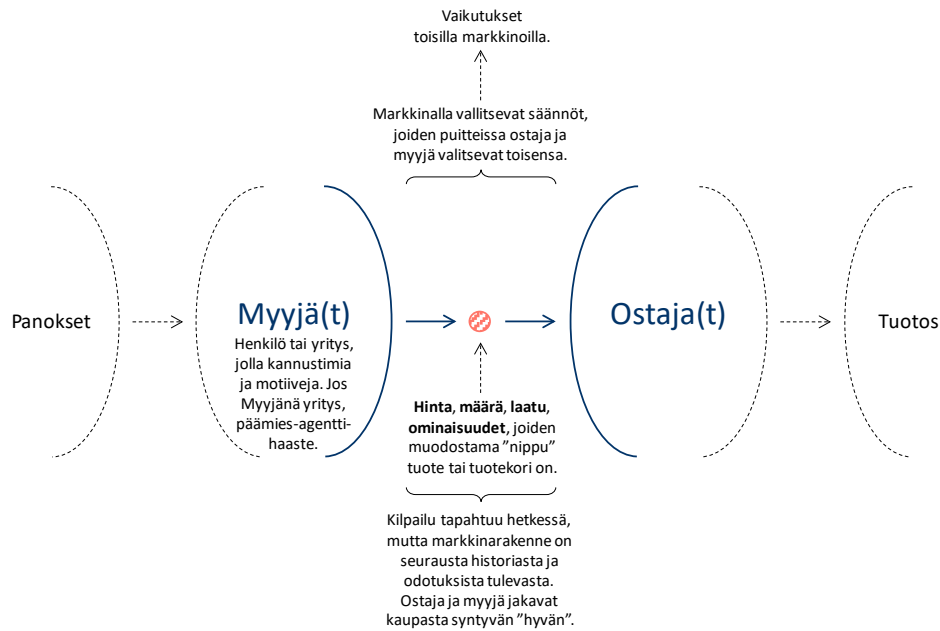 Vaikutukset
toisilla markkinoilla.
Markkinalla vallitsevat säännöt,
joiden puitteissa ostaja ja
myyjä valitsevat toisensa.
Panokset
Myyjä(t)
Henkilö tai yritys,
jolla kannustimia
ja motiiveja. Jos
Myyjänä yritys,
päämies-agentti-
haaste.
Ostaja(t)
Tuotos
Hinta, määrä, laatu,
ominaisuudet, joiden
muodostama ”nippu”
tuote tai tuotekori on.
Kilpailu tapahtuu hetkessä,
mutta markkinarakenne on
seurausta historiasta ja
odotuksista tulevasta.
Ostaja ja myyjä jakavat
kaupasta syntyvän ”hyvän”.